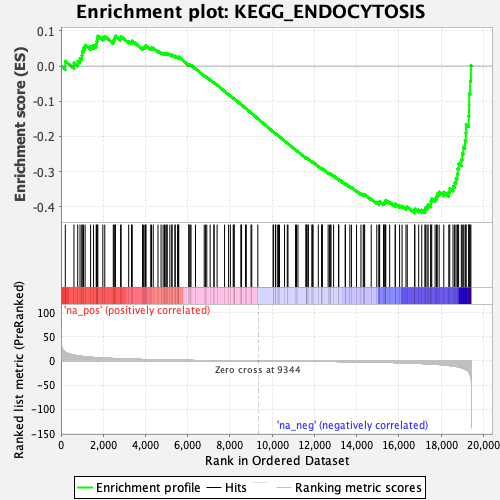 Enrichment plot: KEGG_ENDOCYTOSIS
Enrichment score (ES)
0.1
0.0
-0.1
-0.2
-0.3
-0.4
'na_pos' (positively correlated)
Ranked list metric (PreRanked)
100
50
0
-50
-100
-150
Zero cross at 9344
'na_neg' (negatively correlated)
0 2,000 4,000 6,000 8,000 10,000 12,000 14,000 16,000 18,000 20,000
Rank in Ordered Dataset
Enrichment profile Hits Ranking metric scores